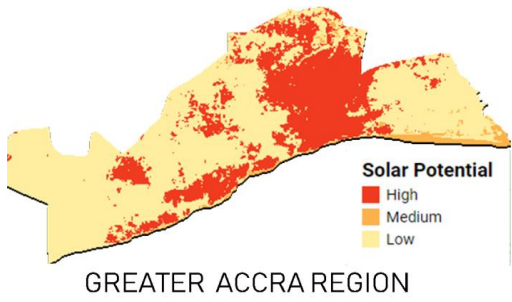 Solar Potential
High
Medium
Low
GREATER ACCRA REGION